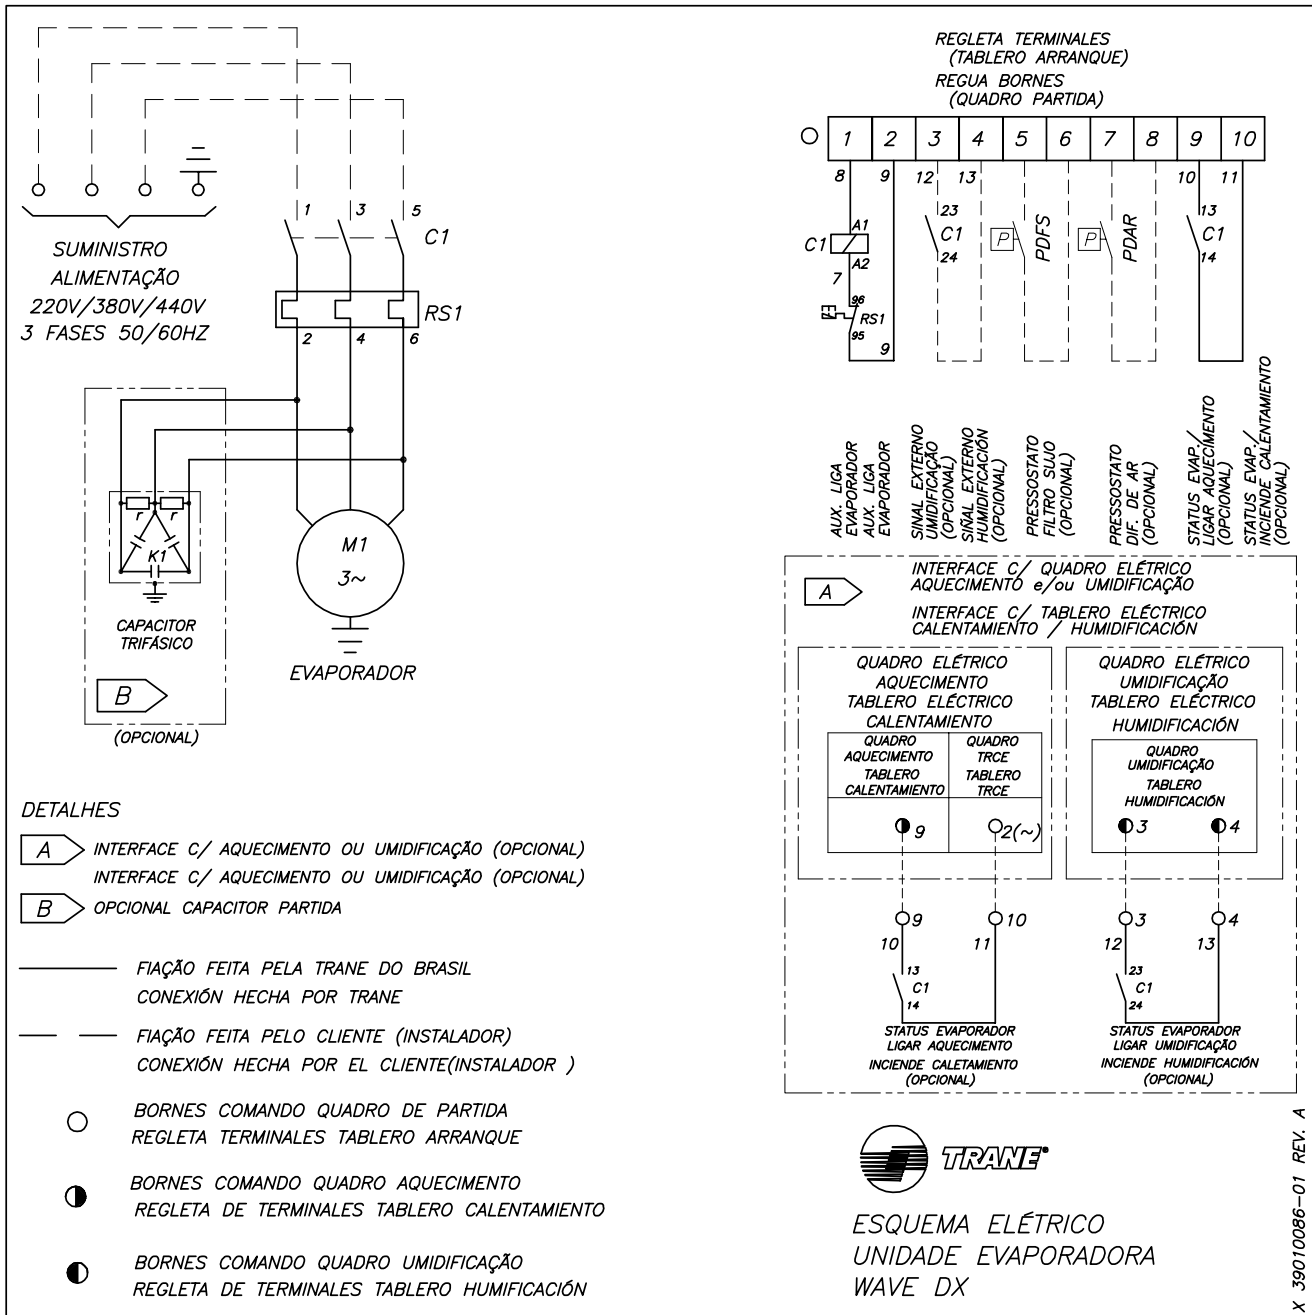 REGLETA TERMINALES
(TABLERO ARRANQUE)
REGUA BORNES
(QUADRO PARTIDA)
1 2 3 4 5 6 7 8 9 10
8 9 12 13 10 11
1 3 5
C1
SUMINISTRO
ALIMENTAÇÃO
220V/380V/440V
3 FASES 50/60HZ
RS1
2 4 6
A1
C1
A2
7
96
RS1
95
9
23
C1
24
P
PDFS
P
PDAR
13
C1
14
AUX. LIGA
EVAPORADOR
AUX. LIGA
EVAPORADOR
SINAL EXTERNO
UMIDIFICAÇÃO
(OPCIONAL)
SIÑAL EXTERNO
HUMIDIFICACIÓN
(OPCIONAL)
PRESSOSTATO
FILTRO SUJO
(OPCIONAL)
PRESSOSTATO
DIF. DE AR
(OPCIONAL)
STATUS EVAP./
LIGAR AQUECIMENTO
(OPCIONAL)
STATUS EVAP./
INCIENDE CALENTAMIENTO
(OPCIONAL)
r r
K1
CAPACITOR
TRIFÁSICO
B
(OPCIONAL)
M1
3~
EVAPORADOR
A
INTERFACE C/ QUADRO ELÉTRICO
AQUECIMENTO e/ou UMIDIFICAÇÃO
INTERFACE C/ TABLERO ELÉCTRICO
CALENTAMIENTO / HUMIDIFICACIÓN
QUADRO ELÉTRICO
AQUECIMENTO
TABLERO ELÉCTRICO
CALENTAMIENTO
QUADRO
AQUECIMENTO
TABLERO
CALENTAMIENTO
QUADRO
TRCE
TABLERO
TRCE
9
2(~)
QUADRO ELÉTRICO
UMIDIFICAÇÃO
TABLERO ELÉCTRICO
HUMIDIFICACIÓN
QUADRO
UMIDIFICAÇÃO
TABLERO
HUMIDIFICACIÓN
3 4
9 10
10 11
13
C1
14
STATUS EVAPORADOR
LIGAR AQUECIMENTO
INCIENDE CALETAMIENTO
(OPCIONAL)
3 4
12 13
23
C1
24
STATUS EVAPORADOR
LIGAR UMIDIFICAÇÃO
INCIENDE HUMIDIFICACIÓN
(OPCIONAL)
DETALHES
A INTERFACE C/ AQUECIMENTO OU UMIDIFICAÇÃO (OPCIONAL)
INTERFACE C/ AQUECIMENTO OU UMIDIFICAÇÃO (OPCIONAL)
B OPCIONAL CAPACITOR PARTIDA
FIAÇÃO FEITA PELA TRANE DO BRASIL
CONEXIÓN HECHA POR TRANE
FIAÇÃO FEITA PELO CLIENTE (INSTALADOR)
CONEXIÓN HECHA POR EL CLIENTE(INSTALADOR )
BORNES COMANDO QUADRO DE PARTIDA
REGLETA TERMINALES TABLERO ARRANQUE
BORNES COMANDO QUADRO AQUECIMENTO
REGLETA DE TERMINALES TABLERO CALENTAMIENTO
BORNES COMANDO QUADRO UMIDIFICAÇÃO
REGLETA DE TERMINALES TABLERO HUMIFICACIÓN
TRANE®
ESQUEMA ELÉTRICO
UNIDADE EVAPORADORA
WAVE DX
X 39010086-01 REV. A